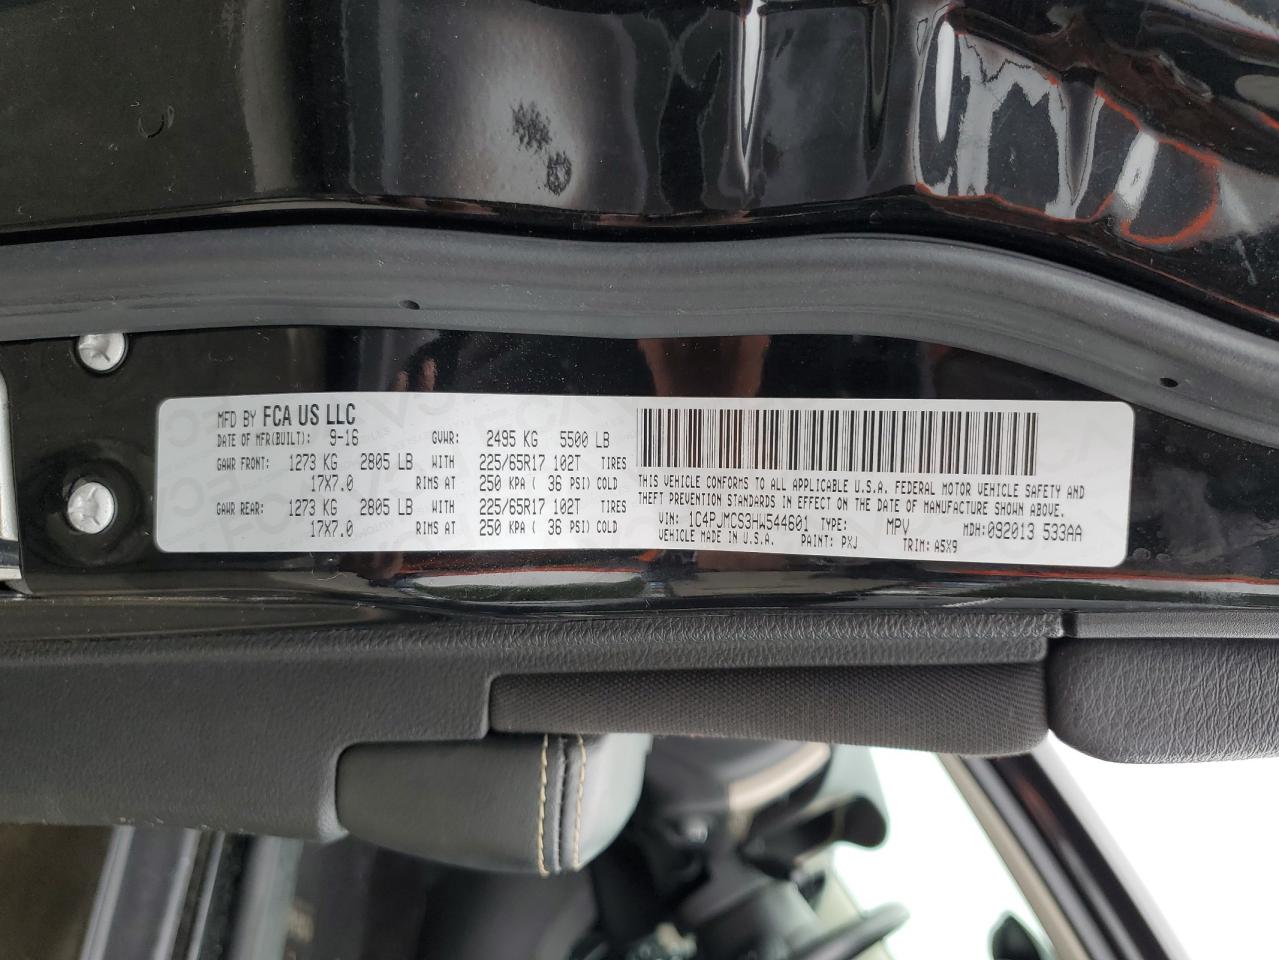 MFD BY FCA US LLC
DATE OF MFR(BUILT): 9-16 GVWR: 2495 KG 5500 LB
GAWR FRONT: 1273 KG 2805 LB WITH 225/65R17 102T TIRES
17X7.0 RIMS AT 250 KPA ( 36 PSI) COLD
GAWR REAR: 1273 KG 2805 LB WITH 225/65R17 102T TIRES
17X7.0 RIMS AT 250 KPA ( 36 PSI) COLD
THIS VEHICLE CONFORMS TO ALL APPLICABLE U.S.A. FEDERAL MOTOR VEHICLE SAFETY AND
THEFT PREVENTION STANDARDS IN EFFECT ON THE DATE OF MANUFACTURE SHOWN ABOVE.
VIN: 1C4PJMCS3HW544601 TYPE: MPV MDH:092013 533AA
VEHICLE MADE IN U.S.A. PAINT: PXJ TRIM: A5X9